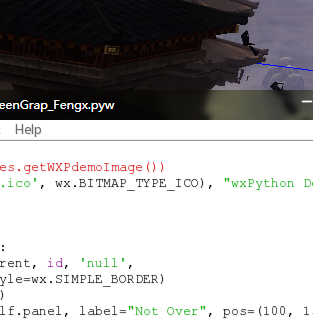 eenGrap_Fengx.pyw
Help
es.getWXPdemoImage())
.ico', wx.BITMAP_TYPE_ICO), "wxPython D
:
rent, id, 'null',
yle=wx.SIMPLE_BORDER)
)
lf.panel, label="Not Over", pos=(100, 1